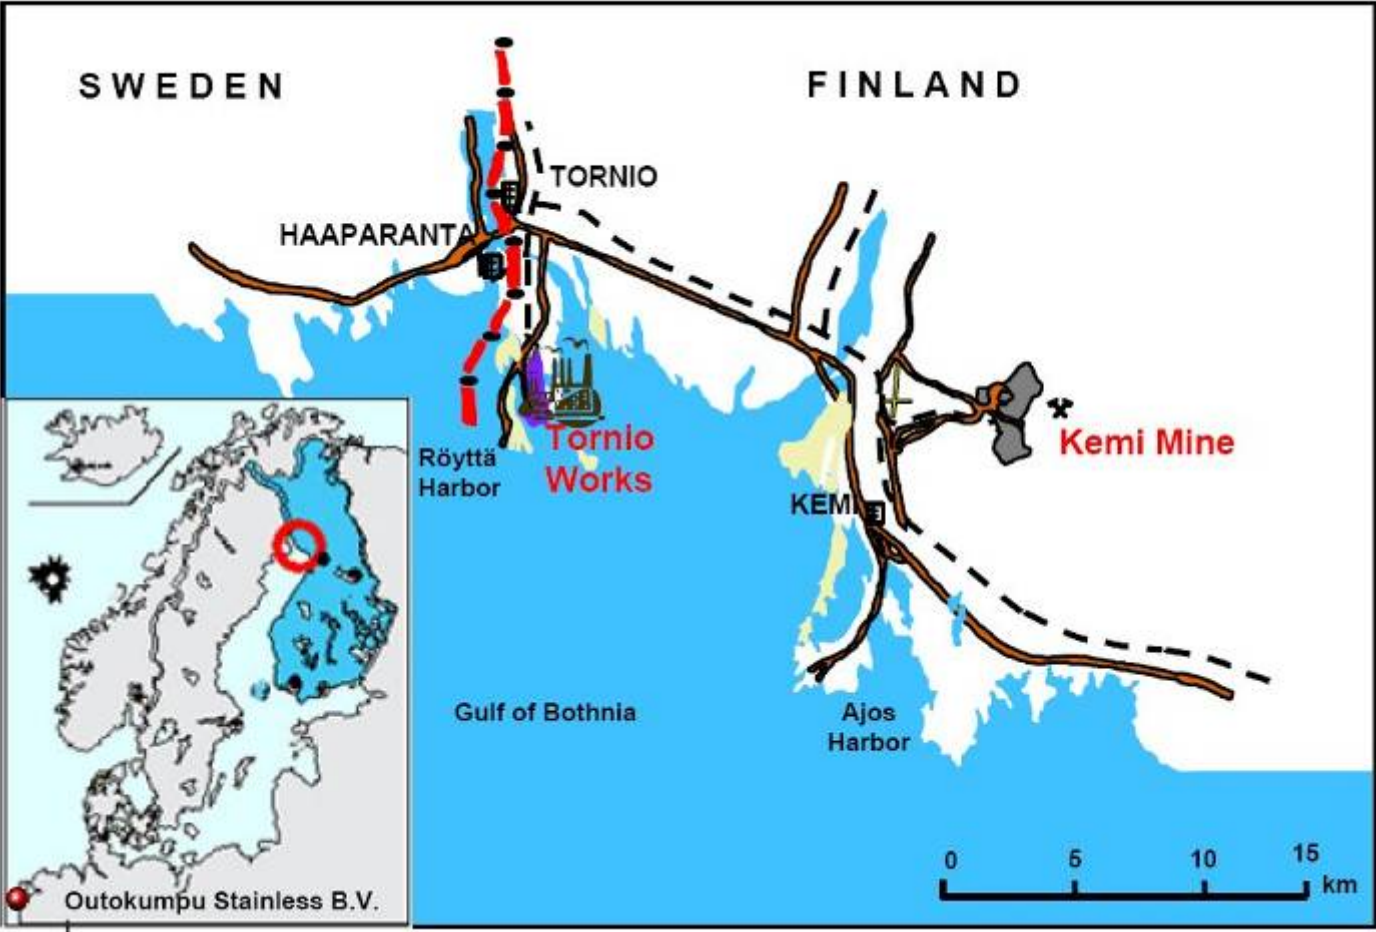 SWEDEN
FINLAND
TORNIO
HAAPARANTA
Tornio
Works
Röyttä
Harbor
Kemi Mine
KEMI
Gulf of Bothnia
Ajos
Harbor
0 5 10 15
km
Outokumpu Stainless B.V.